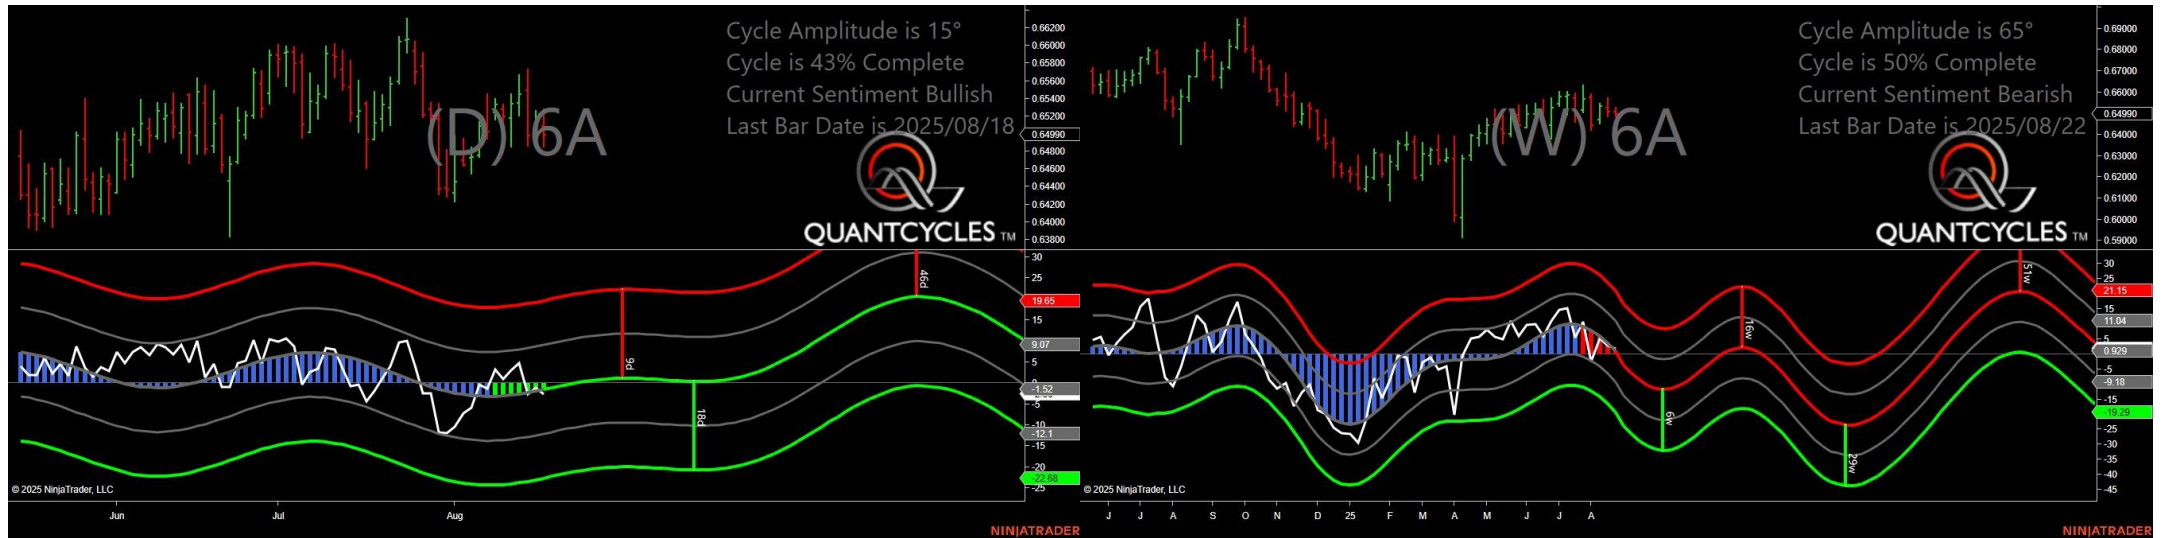 Cycle Amplitude is 15°
Cycle is 43% Complete
Current Sentiment Bullish
Last Bar Date is 2025/08/18
(D) 6A
QUANTCYCLES TM
0.66200
0.66000
0.65800
0.65600
0.65400
0.65200
0.64990
0.64800
0.64600
0.64400
0.64200
0.64000
0.63800
46d
9d
18d
30
25
19.65
15
9.07
5
-1.52
-5
-10
-12.1
-15
-20
-22.68
-25
© 2025 NinjaTrader, LLC
Jun Jul Aug
NINJATRADER
Cycle Amplitude is 65°
Cycle is 50% Complete
Current Sentiment Bearish
Last Bar Date is 2025/08/22
(W) 6A
QUANTCYCLES TM
0.69000
0.68000
0.67000
0.66000
0.64990
0.64000
0.63000
0.62000
0.61000
0.60000
0.59000
51w
16w
6w
29w
30
25
21.15
15
11.04
5
0.929
-5
-9.18
-15
-19.29
-25
-30
-35
-40
-45
© 2025 NinjaTrader, LLC
J J A S O N D 25 F M A M J J A
NINJATRADER